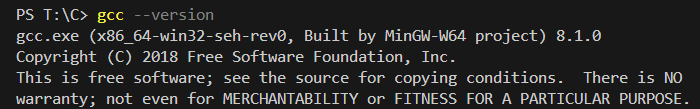 PS T:\C> gcc --version
gcc.exe (x86_64-win32-seh-rev0, Built by MinGW-W64 project) 8.1.0
Copyright (C) 2018 Free Software Foundation, Inc.
This is free software; see the source for copying conditions.  There is NO
warranty; not even for MERCHANTABILITY or FITNESS FOR A PARTICULAR PURPOSE.